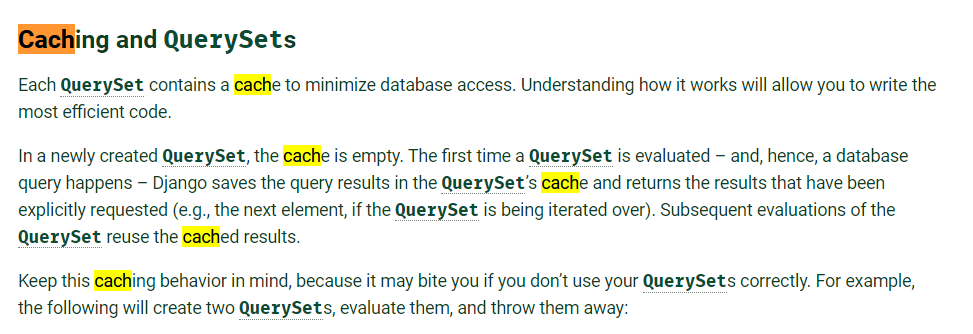 Caching and QuerySets
Each QuerySet contains a cache to minimize database access. Understanding how it works will allow you to write the
most efficient code.
In a newly created QuerySet, the cache is empty. The first time a QuerySet is evaluated – and, hence, a database
query happens – Django saves the query results in the QuerySet’s cache and returns the results that have been
explicitly requested (e.g., the next element, if the QuerySet is being iterated over). Subsequent evaluations of the
QuerySet reuse the cached results.
Keep this caching behavior in mind, because it may bite you if you don’t use your QuerySets correctly. For example,
the following will create two QuerySets, evaluate them, and throw them away: